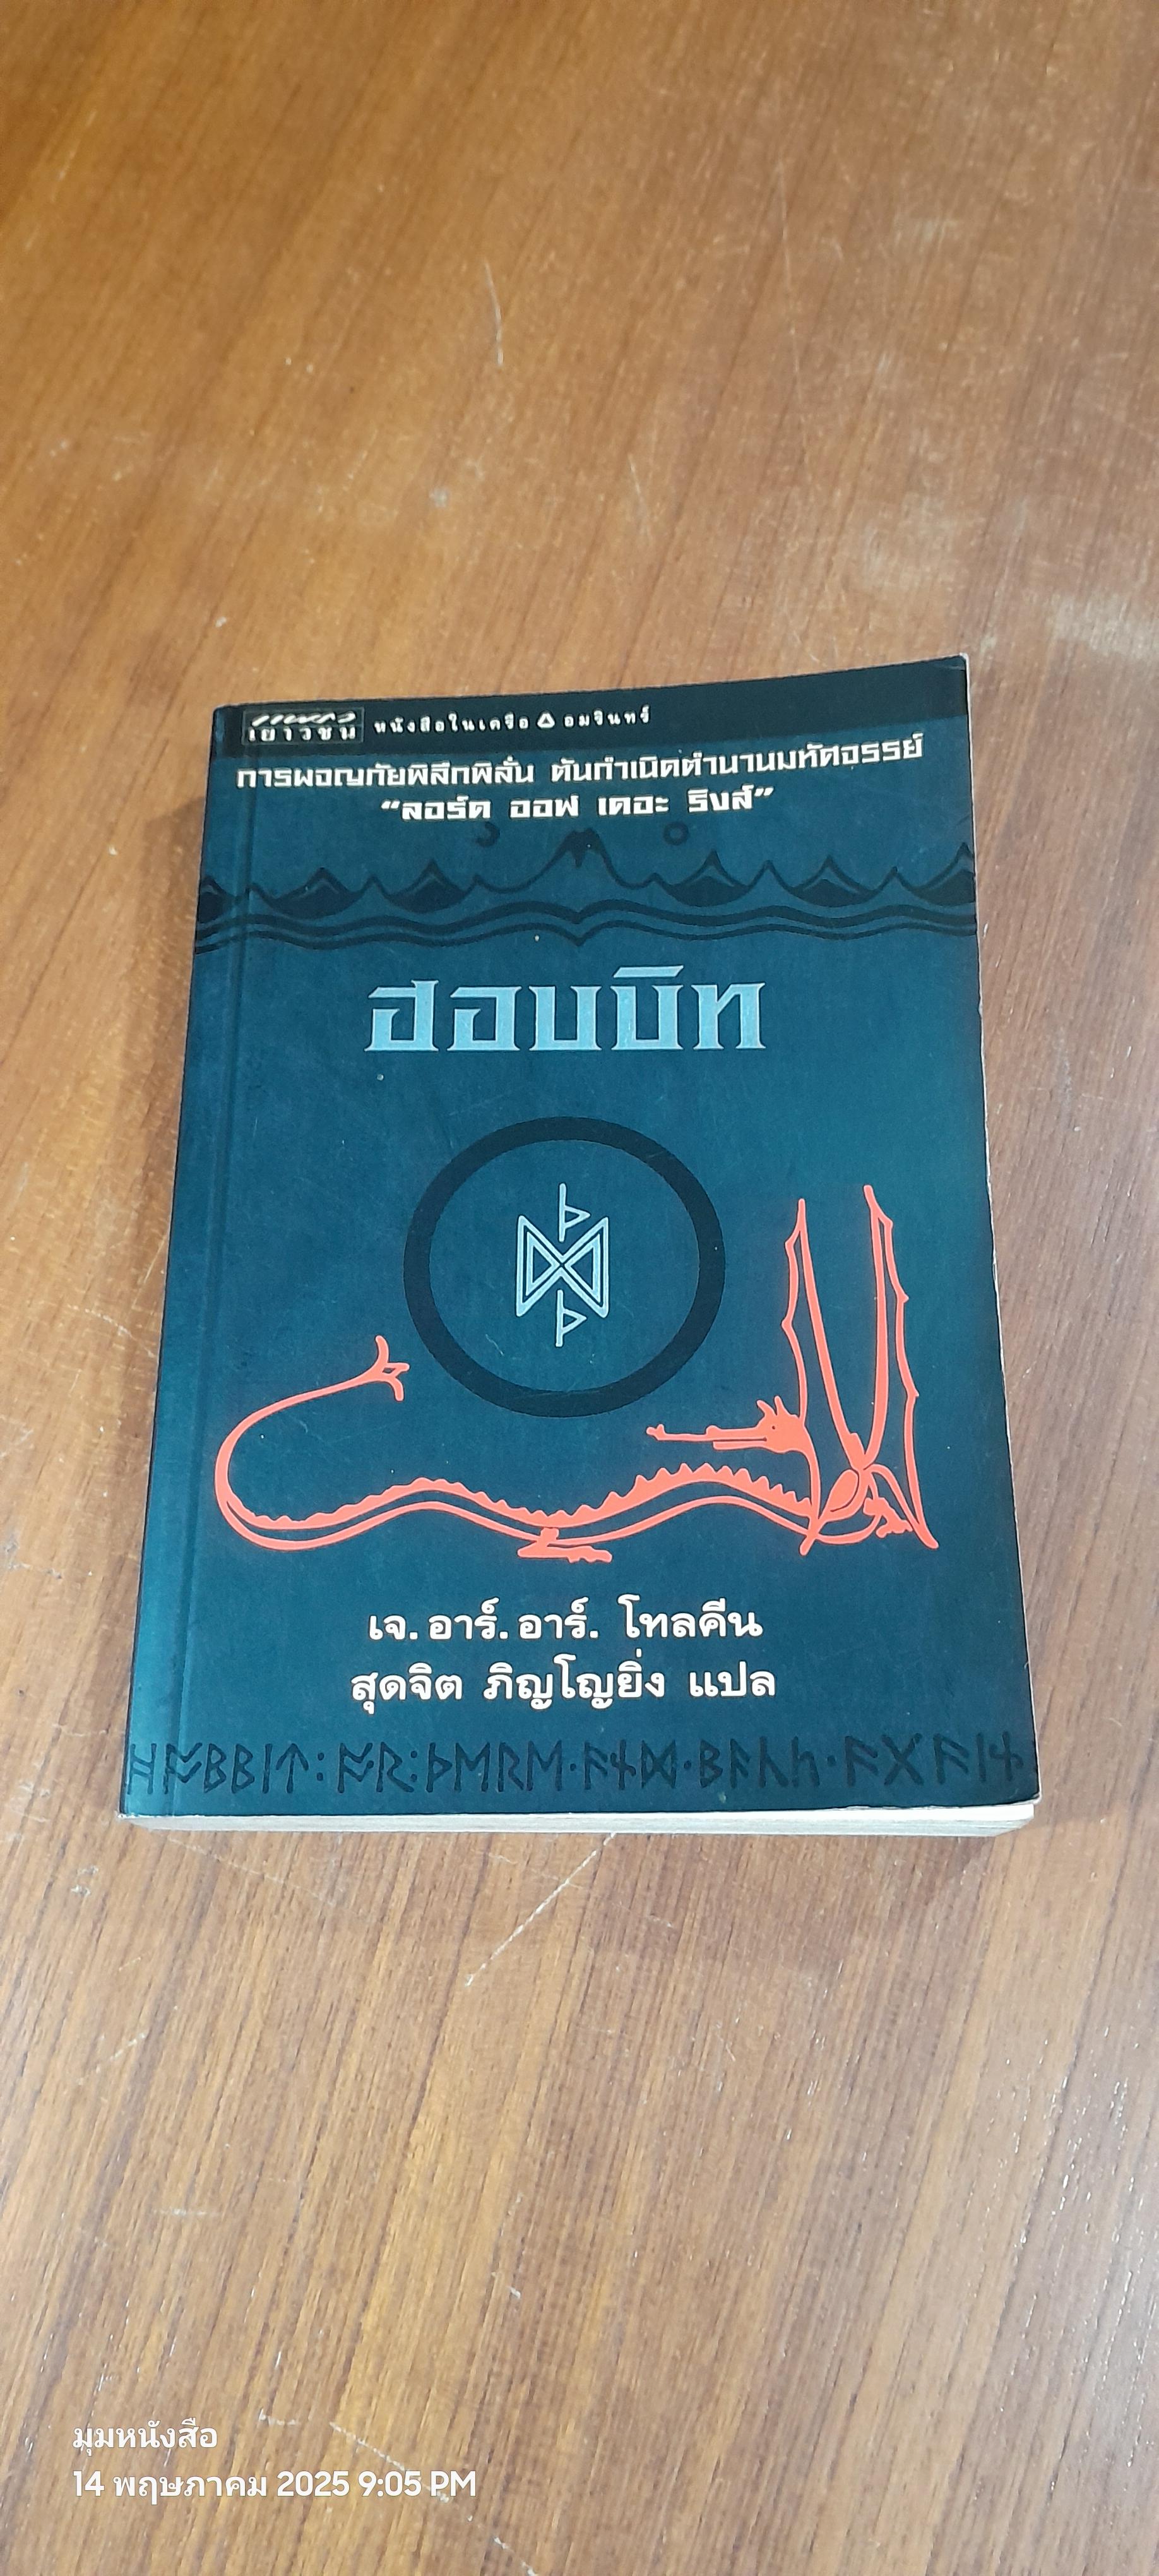 แพรว
เยาวชน หนังสือในเครือ อมรินทร์
การผจญภัยพิลึกพิลั่น ต้นกำเนิดตำนานมหัศจรรย์
“ลอร์ด ออฟ เดอะ ริงส์”
ฮอบบิท
ᚦ
ᛞ
ᚦ
เจ. อาร์. อาร์. โทลคีน
สุดจิต ภิญโญยิ่ง แปล
ᚻᚩᛒᛒᛁᛏ:ᚩᚱ:ᚦᛖᚱᛖ·ᚫᚾᛞ·ᛒᚫᚳᚳ·ᚫᚷᚫᛁᚾ
มุมหนังสือ
14 พฤษภาคม 2025 9:05 PM